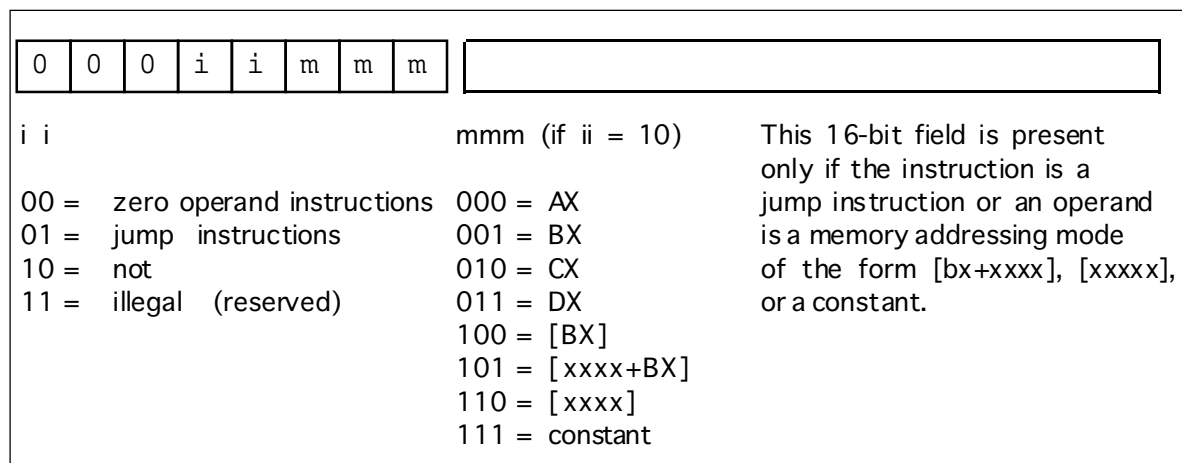 0 0 0 i i m m m
i i
00 = zero operand instructions
01 = jump instructions
10 = not
11 = illegal (reserved)
mmm (if ii = 10)
000 = AX
001 = BX
010 = CX
011 = DX
100 = [BX]
101 = [xxxx+BX]
110 = [xxxx]
111 = constant
This 16-bit field is present
only if the instruction is a
jump instruction or an operand
is a memory addressing mode
of the form [bx+xxxx], [xxxxx],
or a constant.